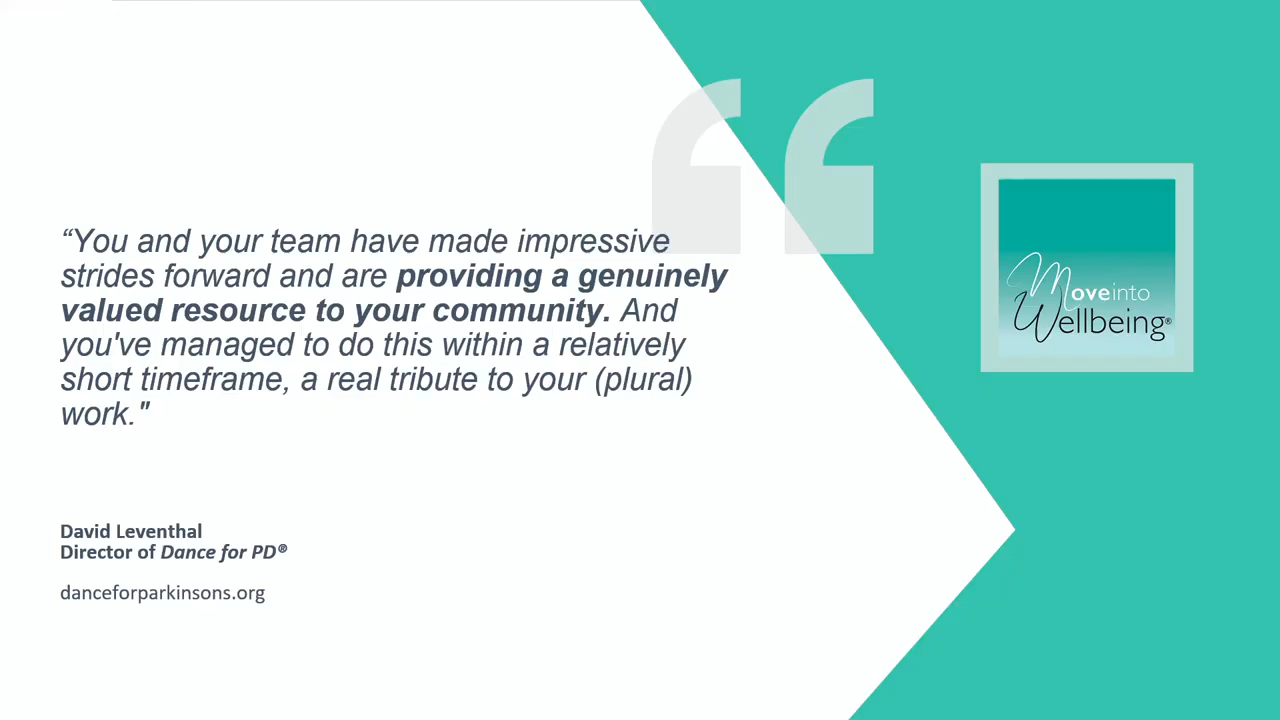 “You and your team have made impressive
strides forward and are providing a genuinely
valued resource to your community. And
you've managed to do this within a relatively
short timeframe, a real tribute to your (plural)
work."
David Leventhal
Director of Dance for PD®
danceforparkinsons.org
Moveinto
Wellbeing®